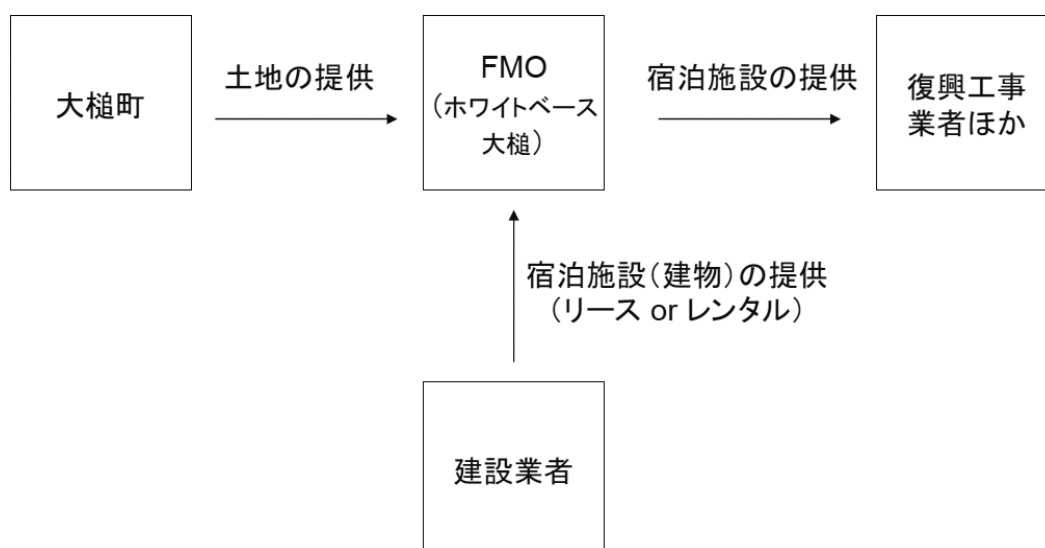 大槌町
土地の提供
FMO
（ホワイトベース
大槌）
宿泊施設の提供
復興工事
業者ほか
宿泊施設（建物）の提供
（リース or レンタル）
建設業者